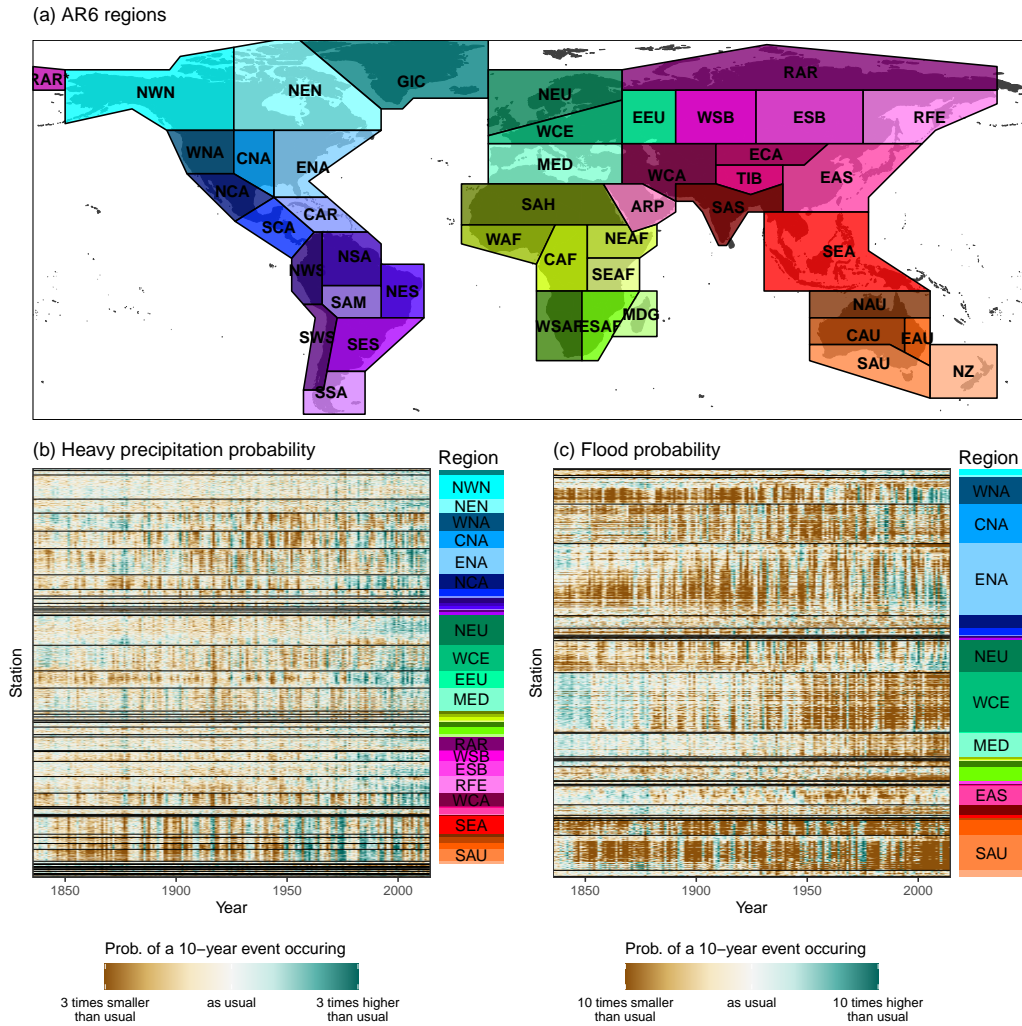 (a) AR6 regions
RAR*
NWN
NEN
GIC
NEU
RAR
WCE
EEU
WSB
ESB
RFE
WNA
CNA
ENA
MED
WCA
ECA
TIB
EAS
NCA
CAR
SCA
SAH
ARP
SAS
WAF
CAF
NEAF
SEAF
SEA
NWS
NSA
SAM
NES
WSAF
ESAF
MDG
NAU
CAU
EAU
SAU
NZ
SWS
SES
SSA
(b) Heavy precipitation probability
Region
Station
NWN
NEN
WNA
CNA
ENA
NCA
NEU
WCE
EEU
MED
RAR
WSB
ESB
RFE
WCA
SEA
SAU
1850 1900 1950 2000
Year
Prob. of a 10−year event occuring
3 times smaller than usual
as usual
3 times higher than usual
(c) Flood probability
Region
Station
WNA
CNA
ENA
NEU
WCE
MED
EAS
SAU
1850 1900 1950 2000
Year
Prob. of a 10−year event occuring
10 times smaller than usual
as usual
10 times higher than usual